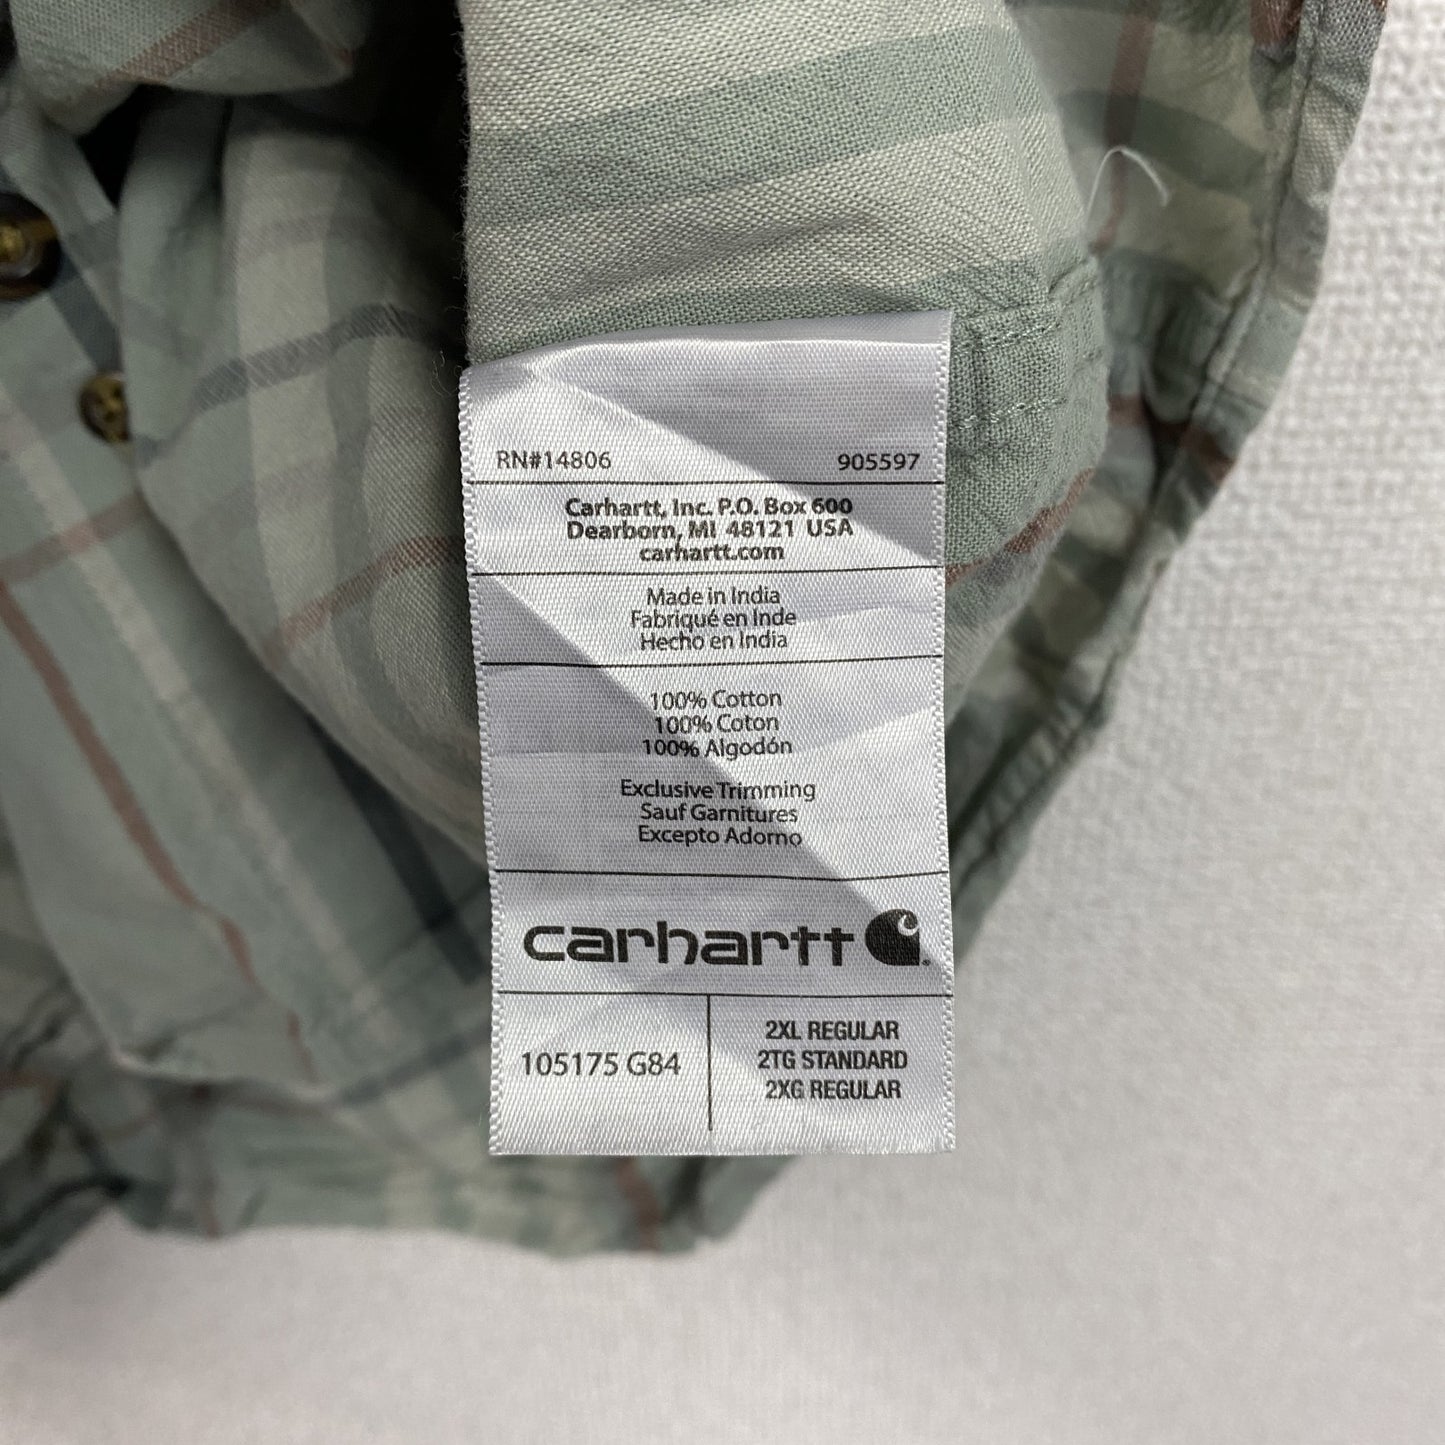 RN#14806 905597
Carhartt, Inc. P.O. Box 600
Dearborn, MI 48121 USA
carhartt.com
Made in India
Fabriqué en Inde
Hecho en India
100% Cotton
100% Coton
100% Algodón
Exclusive Trimming
Sauf Garnitures
Excepto Adorno
carhartt
105175 G84
2XL REGULAR
2TG STANDARD
2XG REGULAR